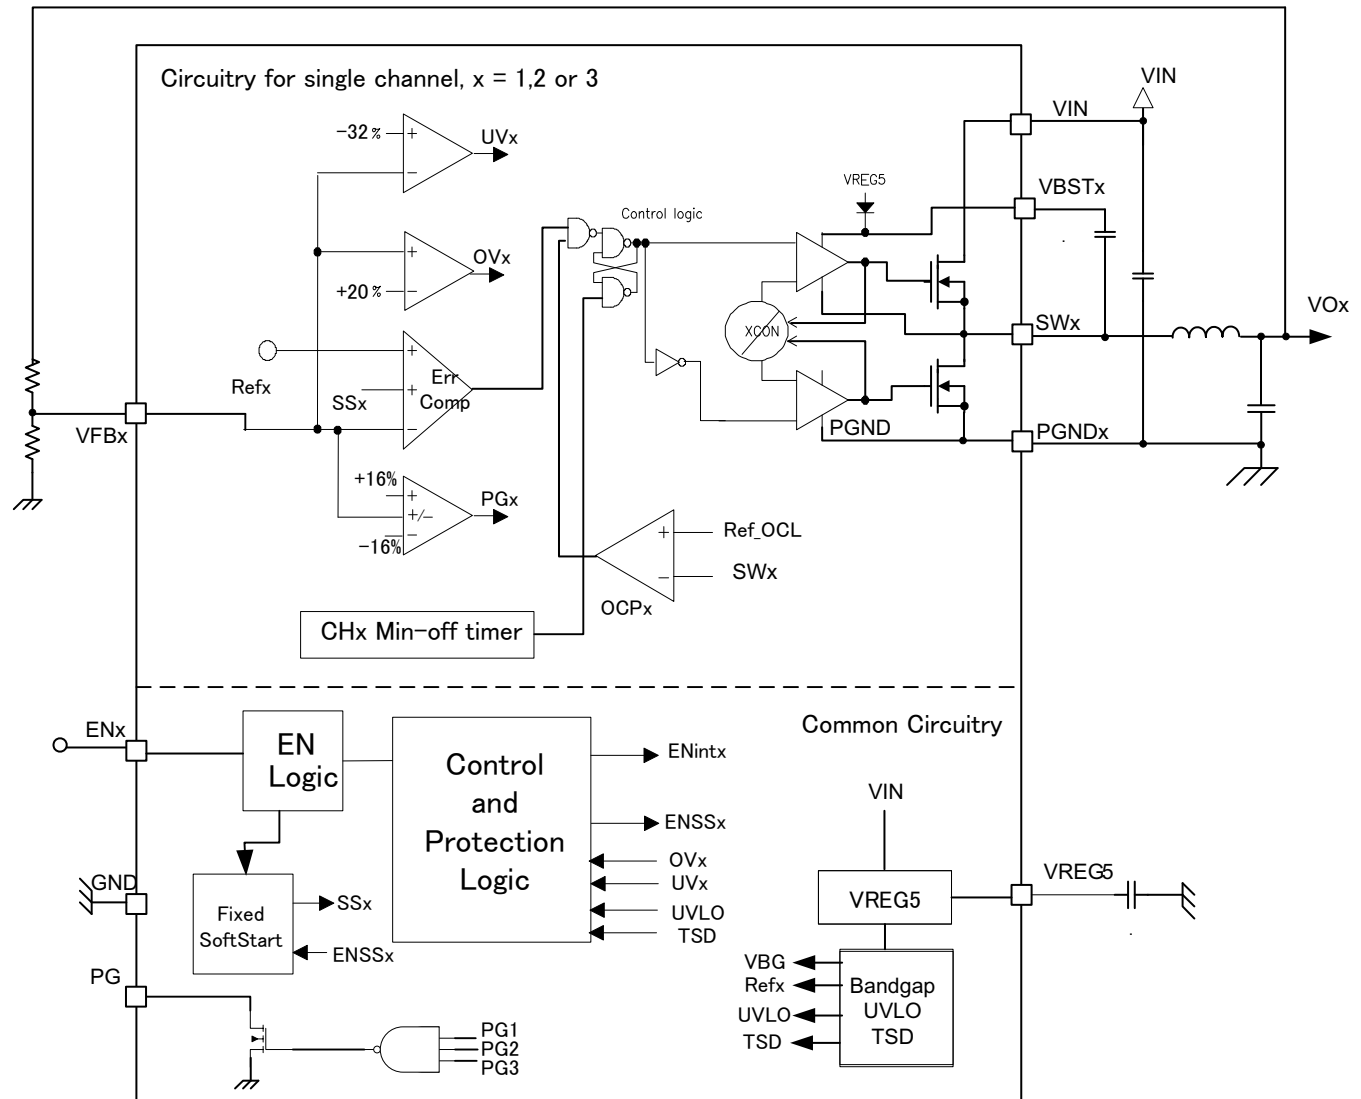 Circuitry for single channel, x = 1,2 or 3
VIN
VIN
-32%
+
-
UVx
VREG5
VBSTx
Control logic
+
-
OVx
+20%
XCON
SWx
VOx
Refx
SSx
+
+
-
Err
Comp
VFBx
PGND
PGNDx
+16%
-16%
+
+/-
-
PGx
+
-
Ref_OCL
SWx
OCPx
CHx Min-off timer
Common Circuitry
ENx
EN
Logic
Control
and
Protection
Logic
ENintx
ENSSx
OVx
UVx
UVLO
TSD
VIN
VREG5
VREG5
GND
Fixed
SoftStart
SSx
ENSSx
VBG
Refx
UVLO
TSD
Bandgap
UVLO
TSD
PG
PG1
PG2
PG3